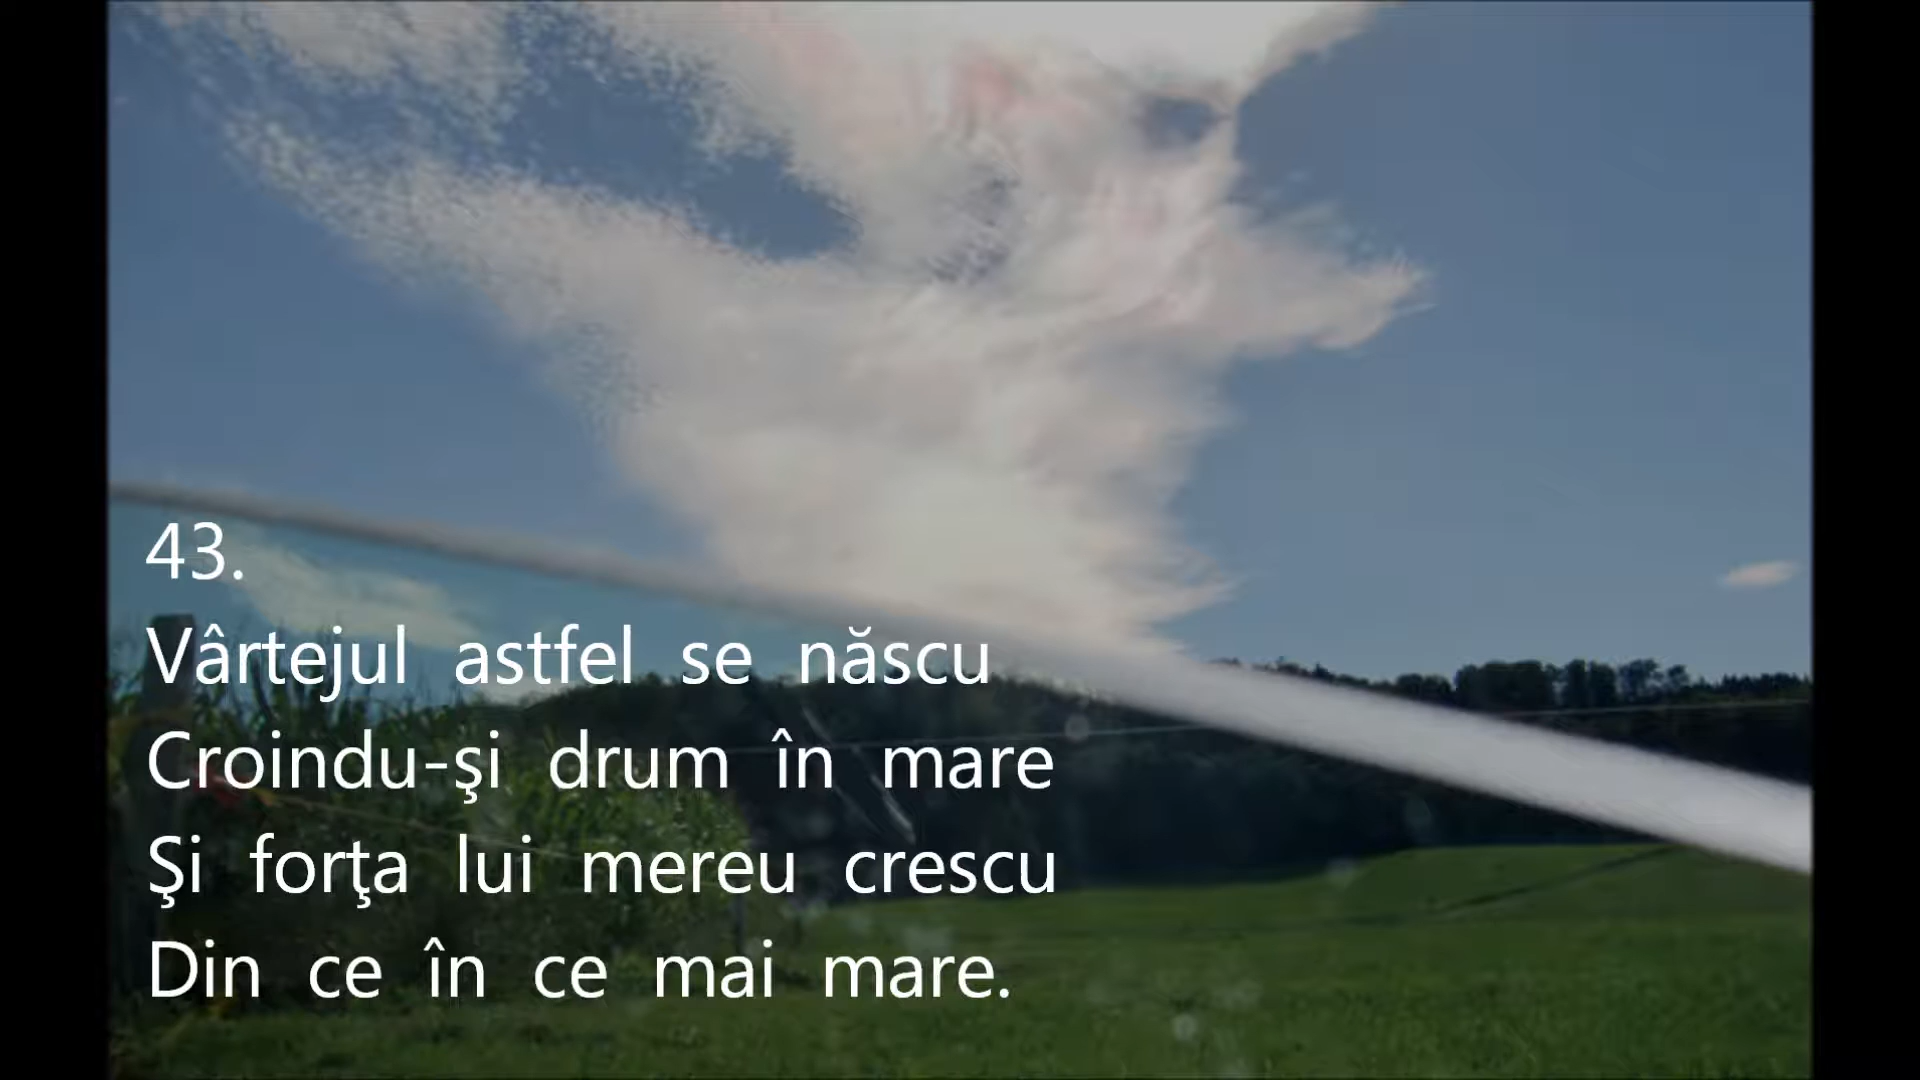 43.
Vârtejul astfel se născu
Croindu-şi drum în mare
Şi forţa lui mereu crescu
Din ce în ce mai mare.